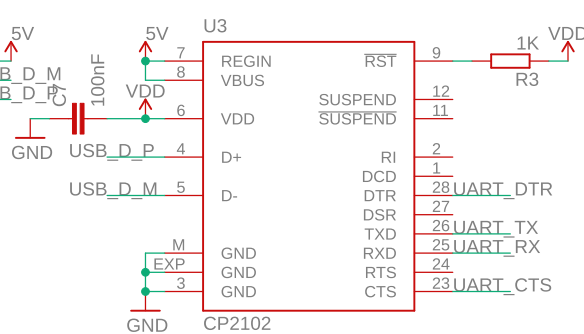 5V
B_D_M
B_D_P
C7
100nF
GND
5V
VDD
USB_D_P
USB_D_M
GND
U3
7 REGIN
8 VBUS
6 VDD
4 D+
5 D-
M GND
EXP GND
3 GND
RST 9
SUSPEND 12
SUSPEND 11
RI 2
DCD 1
DTR 28 UART_DTR
DSR 27
TXD 26 UART_TX
RXD 25 UART_RX
RTS 24
CTS 23 UART_CTS
CP2102
1K
R3
VDD